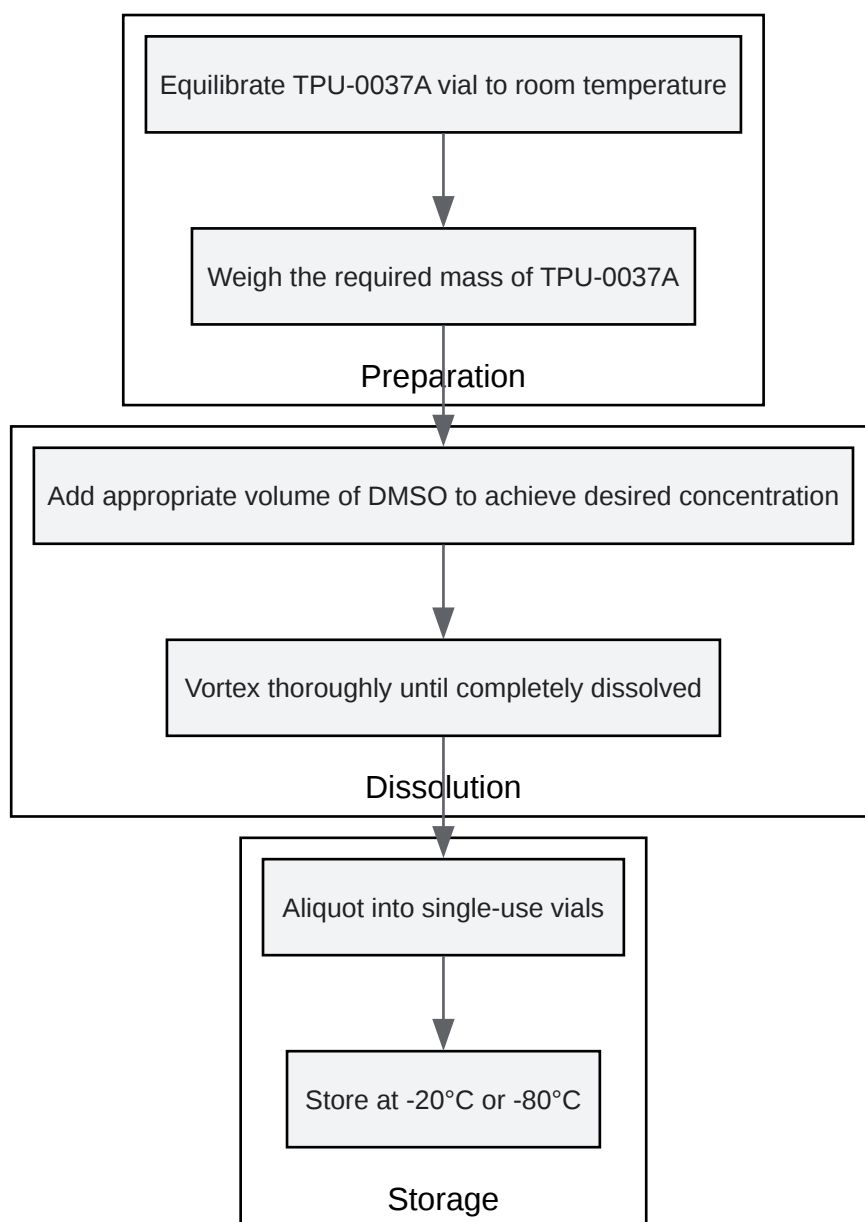 Equilibrate TPU-0037A vial to room temperature
Weigh the required mass of TPU-0037A
Preparation
Add appropriate volume of DMSO to achieve desired concentration
Vortex thoroughly until completely dissolved
Dissolution
Aliquot into single-use vials
Store at -20°C or -80°C
Storage